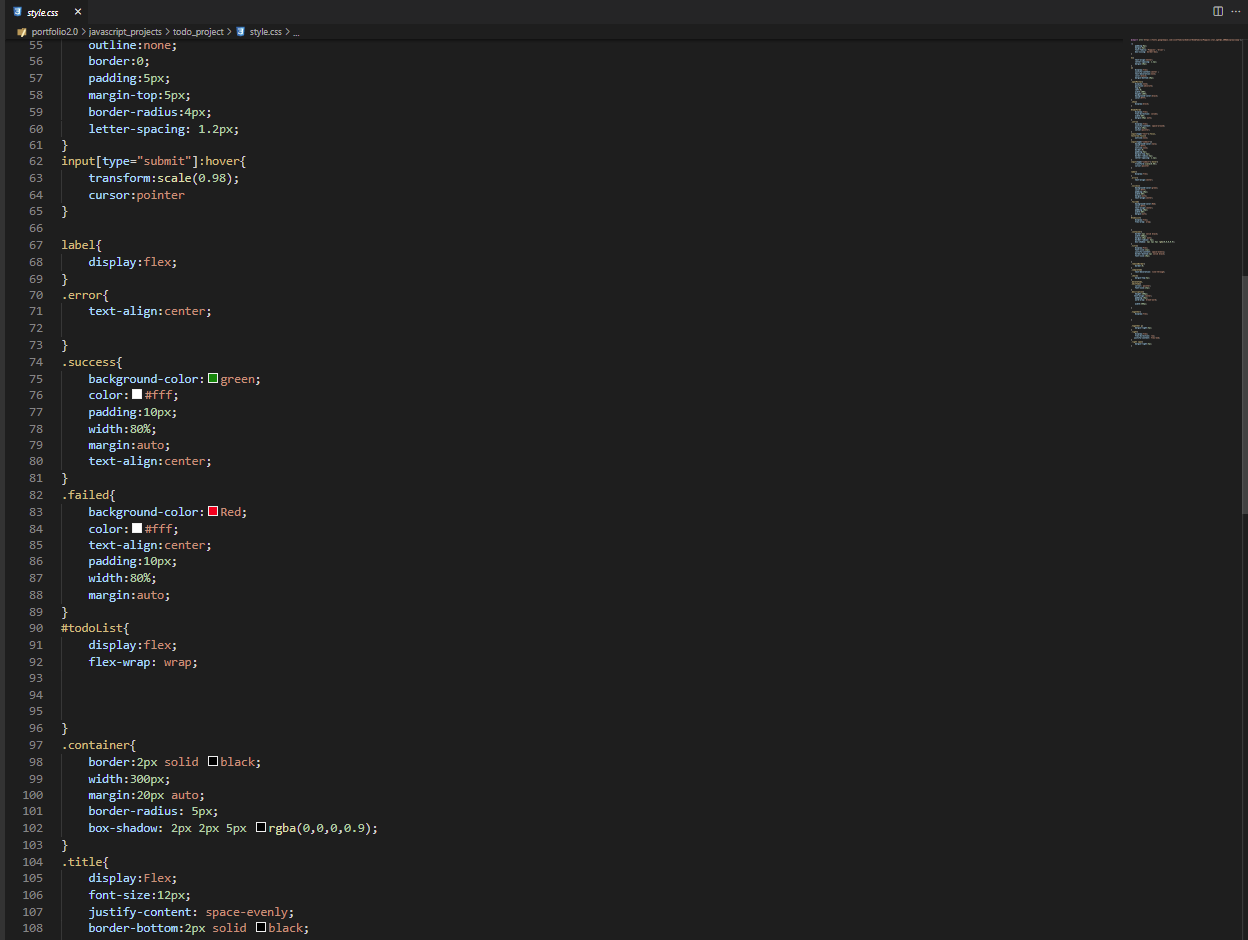 style.css ×
portfolio2.0 > javascript_projects > todo_project > style.css > ...
55 outline:none;
56 border:0;
57 padding:5px;
58 margin-top:5px;
59 border-radius:4px;
60 letter-spacing: 1.2px;
61 }
62 input[type="submit"]:hover{
63 transform:scale(0.98);
64 cursor:pointer
65 }
66
67 label{
68 display:flex;
69 }
70 .error{
71 text-align:center;
72
73 }
74 .success{
75 background-color:green;
76 color:#fff;
77 padding:10px;
78 width:80%;
79 margin:auto;
80 text-align:center;
81 }
82 .failed{
83 background-color:Red;
84 color:#fff;
85 text-align:center;
86 padding:10px;
87 width:80%;
88 margin:auto;
89 }
90 #todoList{
91 display:flex;
92 flex-wrap: wrap;
93
94
95
96 }
97 .container{
98 border:2px solid black;
99 width:300px;
100 margin:20px auto;
101 border-radius: 5px;
102 box-shadow: 2px 2px 5px rgba(0,0,0,0.9);
103 }
104 .title{
105 display:Flex;
106 font-size:12px;
107 justify-content: space-evenly;
108 border-bottom:2px solid black;